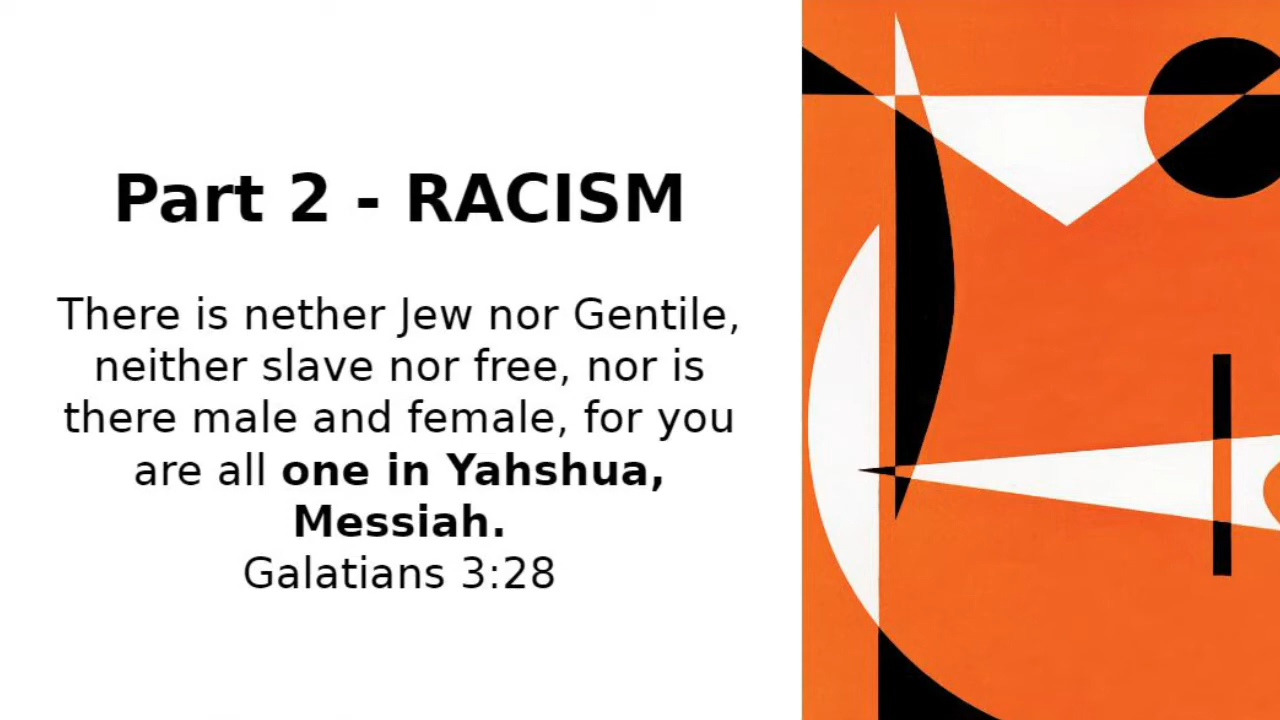 Part 2 - RACISM
There is nether Jew nor Gentile,
neither slave nor free, nor is
there male and female, for you
are all one in Yahshua,
Messiah.
Galatians 3:28